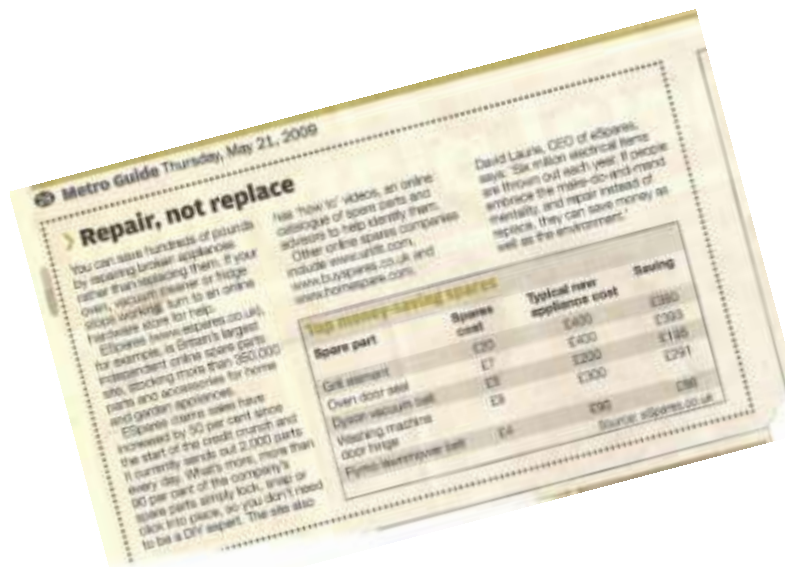 24 Metro Guide Thursday, May 21, 2009
Repair, not replace
You can save hundreds of pounds
by repairing broken appliances
rather than replacing them. If your
oven, vacuum cleaner or fridge
stops working, turn to an online
hardware store for help.
ESpares (www.espares.co.uk),
for example, is Britain's largest
independent online spare parts
site, stocking more than 350,000
parts and accessories for home
and garden appliances.
ESpares claims sales have
increased by 50 per cent since
the start of the credit crunch and
it currently sends out 2,000 parts
every day. What's more, more than
90 per cent of the company's
spare parts simply lock, snap or
click into place, so you don't need
to be a DIY expert. The site also
has 'how to' videos, an online
catalogue of spare parts and
advisors to help identify them.
Other online spares companies
include
www.buyspares.co.uk and
www.homespare.com.
David Laurie, CEO of eSpares,
says: 'Six million electrical items
are thrown out each year. If people
embrace the make-do-and-mend
mentality, and repair instead of
replace, they can save money as
well as the environment.'
Top money-saving spares
Spare part
Spares
cost
Typical new
appliance cost
Saving
Grill element £20 £400 £380
Oven door seal £7 £400 £393
Dyson vacuum belt £5 £200 £195
Washing machine
door hinge £9 £300 £291
Flymo lawnmower belt £4 £90 £86
Source: eSpares.co.uk